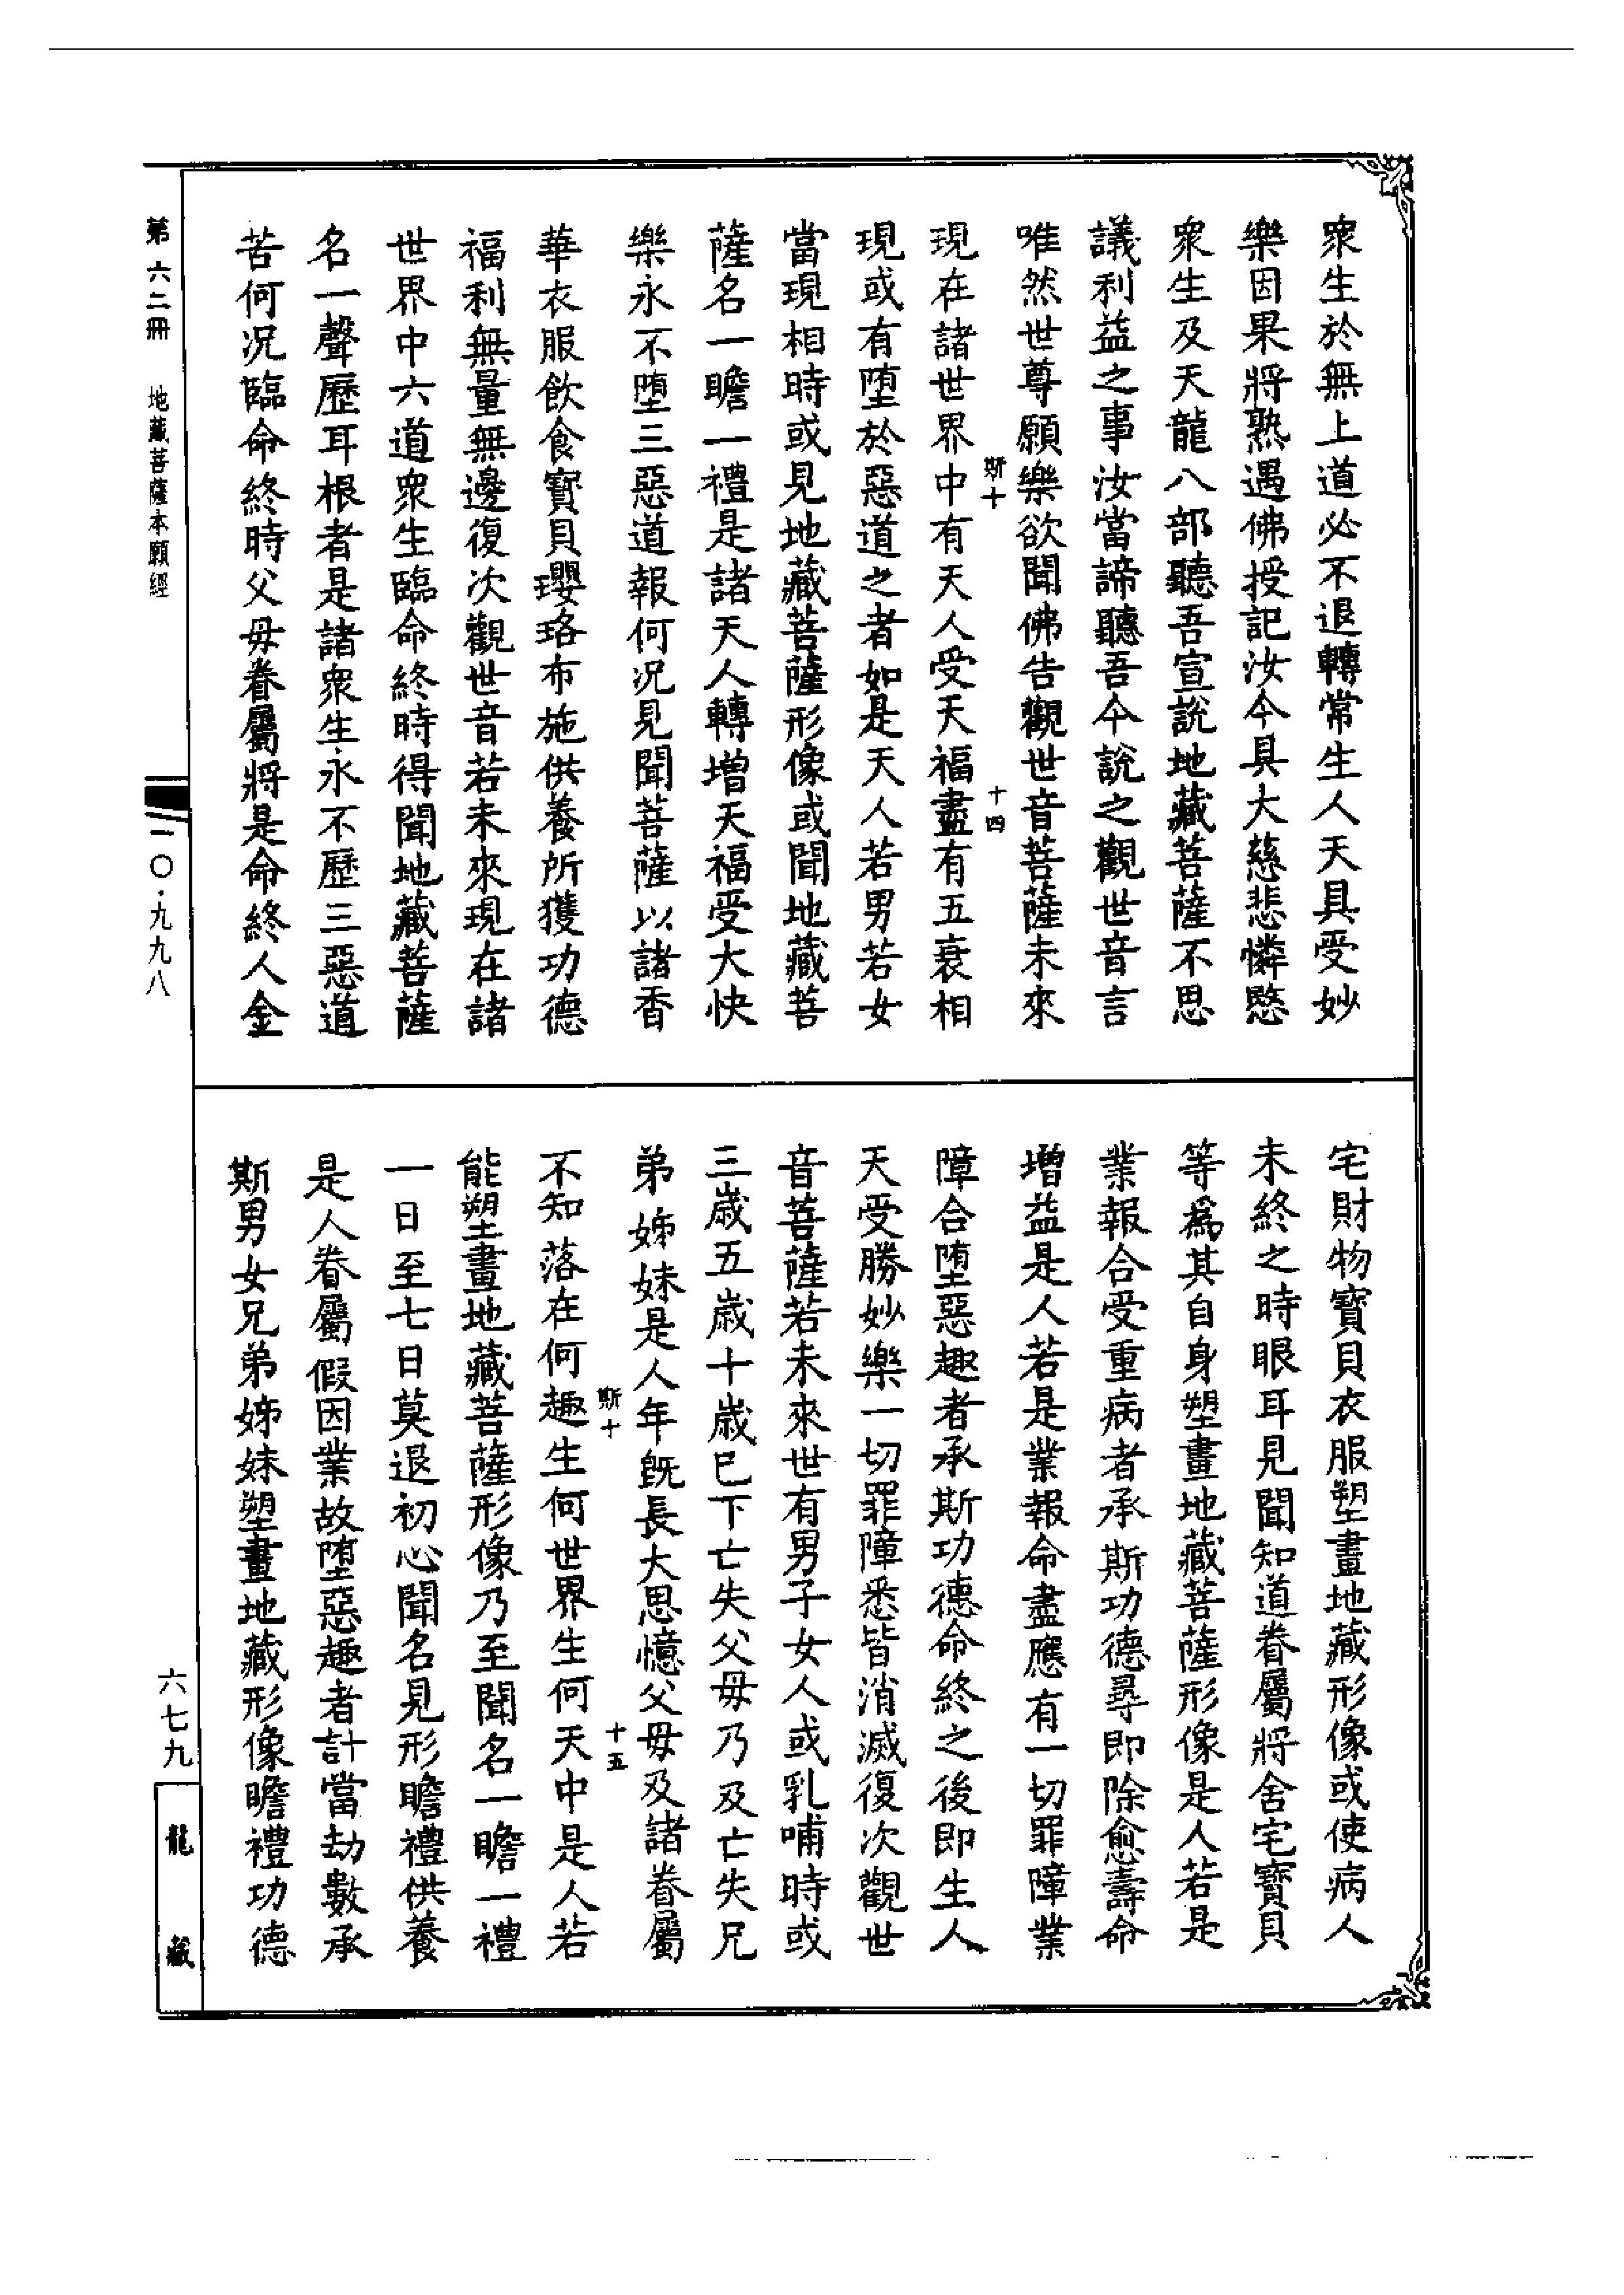 眾生於無上道必不退轉常生人天具受妙
樂因果將熟遇佛授記汝今具大慈悲憐愍
眾生及天龍八部聽吾宣說地藏菩薩不思
議利益之事汝當諦聽吾今說之觀世音言
唯然世尊願樂欲聞佛告觀世音菩薩未來
斯十
十四
現在諸世界中有天人受天福盡有五衰相
現或有墮於惡道之者如是天人若男若女
當現相時或見地藏菩薩形像或聞地藏菩
薩名一瞻一禮是諸天人轉增天福受大快
樂永不墮三惡道報何況見聞菩薩以諸香
華衣服飲食寶貝瓔珞布施供養所獲功德
福利無量無邊復次觀世音若未來現在諸
世界中六道眾生臨命終時得聞地藏菩薩
名一聲歷耳根者是諸眾生永不歷三惡道
苦何況臨命終時父母眷屬將是命終人金
宅財物寶貝衣服塑畫地藏形像或使病人
未終之時眼耳見聞知道眷屬將舍宅寶貝
等為其自身塑畫地藏菩薩形像是人若是
業報合受重病者承斯功德尋即除愈壽命
增益是人若是業報命盡應有一切罪障業
障合墮惡趣者承斯功德命終之後即生人
天受勝妙樂一切罪障悉皆消滅復次觀世
音菩薩若未來世有男子女人或乳哺時或
三歲五歲十歲已下亡失父母乃及亡失兄
弟姊妹是人年既長大思憶父母及諸眷屬
斯十
十五
不知落在何趣生何世界生何天中是人若
能塑畫地藏菩薩形像乃至聞名一瞻一禮
一日至七日莫退初心聞名見形瞻禮供養
是人眷屬假因業故墮惡趣者計當劫數承
斯男女兄弟姊妹塑畫地藏形像瞻禮功德
第六二冊 地藏菩薩本願經
一〇·九九八
六七九
龍藏